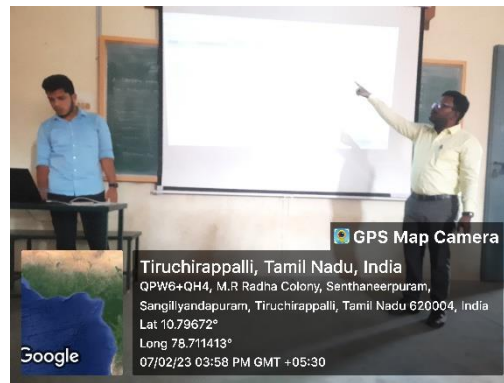 GPS Map Camera
Tiruchirappalli, Tamil Nadu, India
QPW6+QH4, M.R Radha Colony, Senthaneerpuram,
Sangillyandapuram, Tiruchirappalli, Tamil Nadu 620004, India
Lat 10.79672°
Long 78.711413°
07/02/23 03:58 PM GMT +05:30
Google